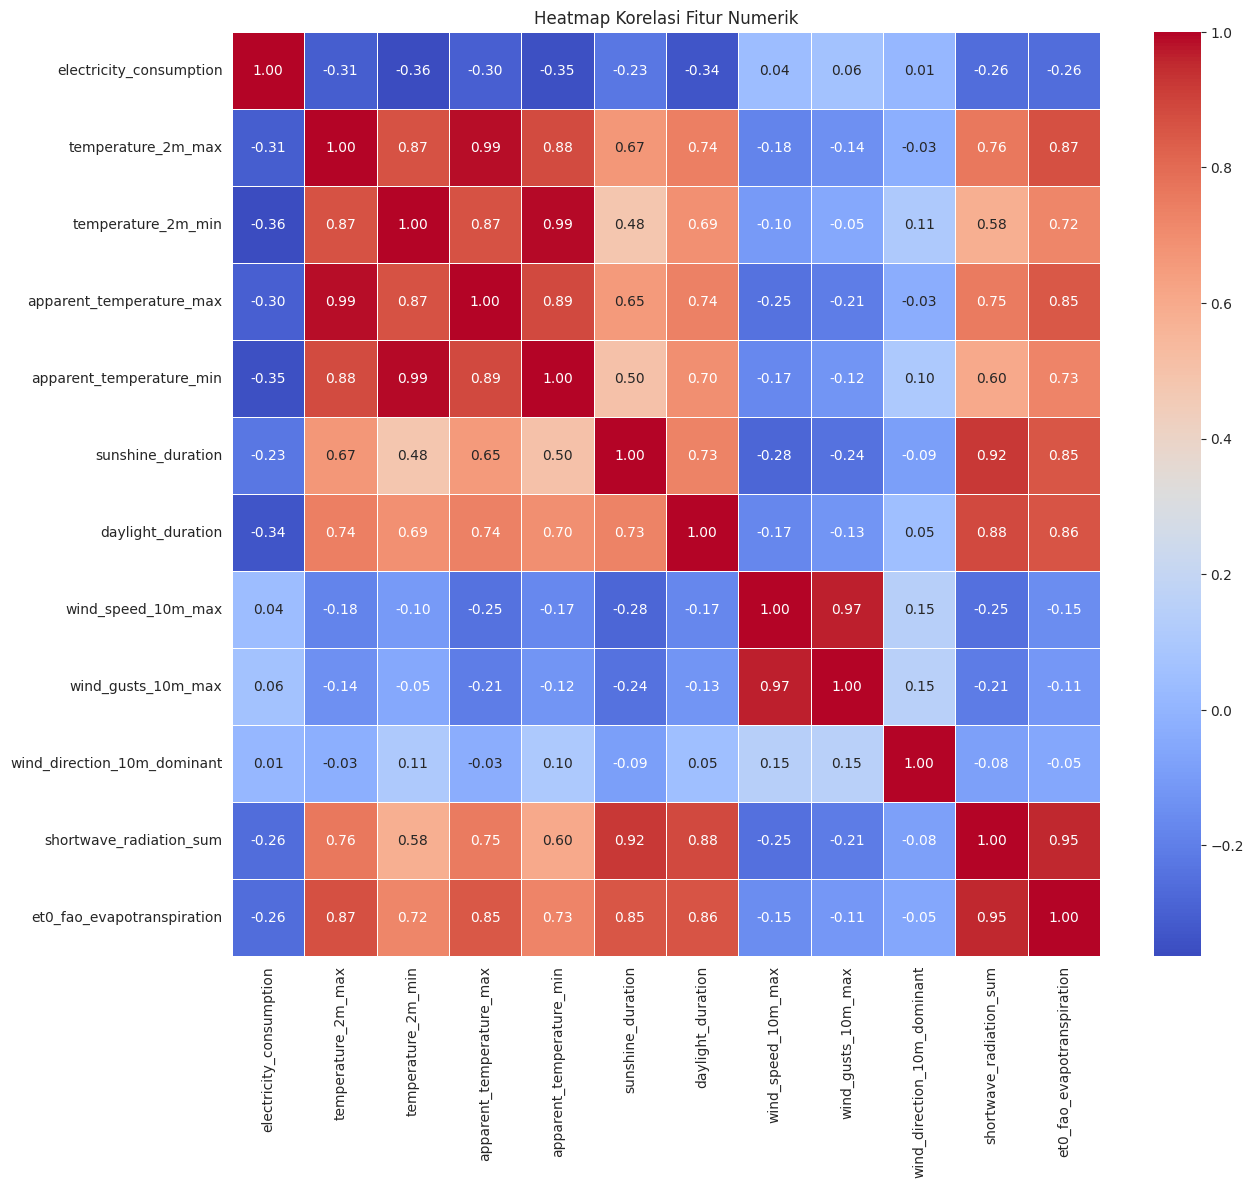 Heatmap Korelasi Fitur Numerik
electricity_consumption 1.00 -0.31 -0.36 -0.30 -0.35 -0.23 -0.34 0.04 0.06 0.01 -0.26 -0.26
temperature_2m_max -0.31 1.00 0.87 0.99 0.88 0.67 0.74 -0.18 -0.14 -0.03 0.76 0.87
temperature_2m_min -0.36 0.87 1.00 0.87 0.99 0.48 0.69 -0.10 -0.05 0.11 0.58 0.72
apparent_temperature_max -0.30 0.99 0.87 1.00 0.89 0.65 0.74 -0.25 -0.21 -0.03 0.75 0.85
apparent_temperature_min -0.35 0.88 0.99 0.89 1.00 0.50 0.70 -0.17 -0.12 0.10 0.60 0.73
sunshine_duration -0.23 0.67 0.48 0.65 0.50 1.00 0.73 -0.28 -0.24 -0.09 0.92 0.85
daylight_duration -0.34 0.74 0.69 0.74 0.70 0.73 1.00 -0.17 -0.13 0.05 0.88 0.86
wind_speed_10m_max 0.04 -0.18 -0.10 -0.25 -0.17 -0.28 -0.17 1.00 0.97 0.15 -0.25 -0.15
wind_gusts_10m_max 0.06 -0.14 -0.05 -0.21 -0.12 -0.24 -0.13 0.97 1.00 0.15 -0.21 -0.11
wind_direction_10m_dominant 0.01 -0.03 0.11 -0.03 0.10 -0.09 0.05 0.15 0.15 1.00 -0.08 -0.05
shortwave_radiation_sum -0.26 0.76 0.58 0.75 0.60 0.92 0.88 -0.25 -0.21 -0.08 1.00 0.95
et0_fao_evapotranspiration -0.26 0.87 0.72 0.85 0.73 0.85 0.86 -0.15 -0.11 -0.05 0.95 1.00
electricity_consumption
temperature_2m_max
temperature_2m_min
apparent_temperature_max
apparent_temperature_min
sunshine_duration
daylight_duration
wind_speed_10m_max
wind_gusts_10m_max
wind_direction_10m_dominant
shortwave_radiation_sum
et0_fao_evapotranspiration
1.0
0.8
0.6
0.4
0.2
0.0
−0.2